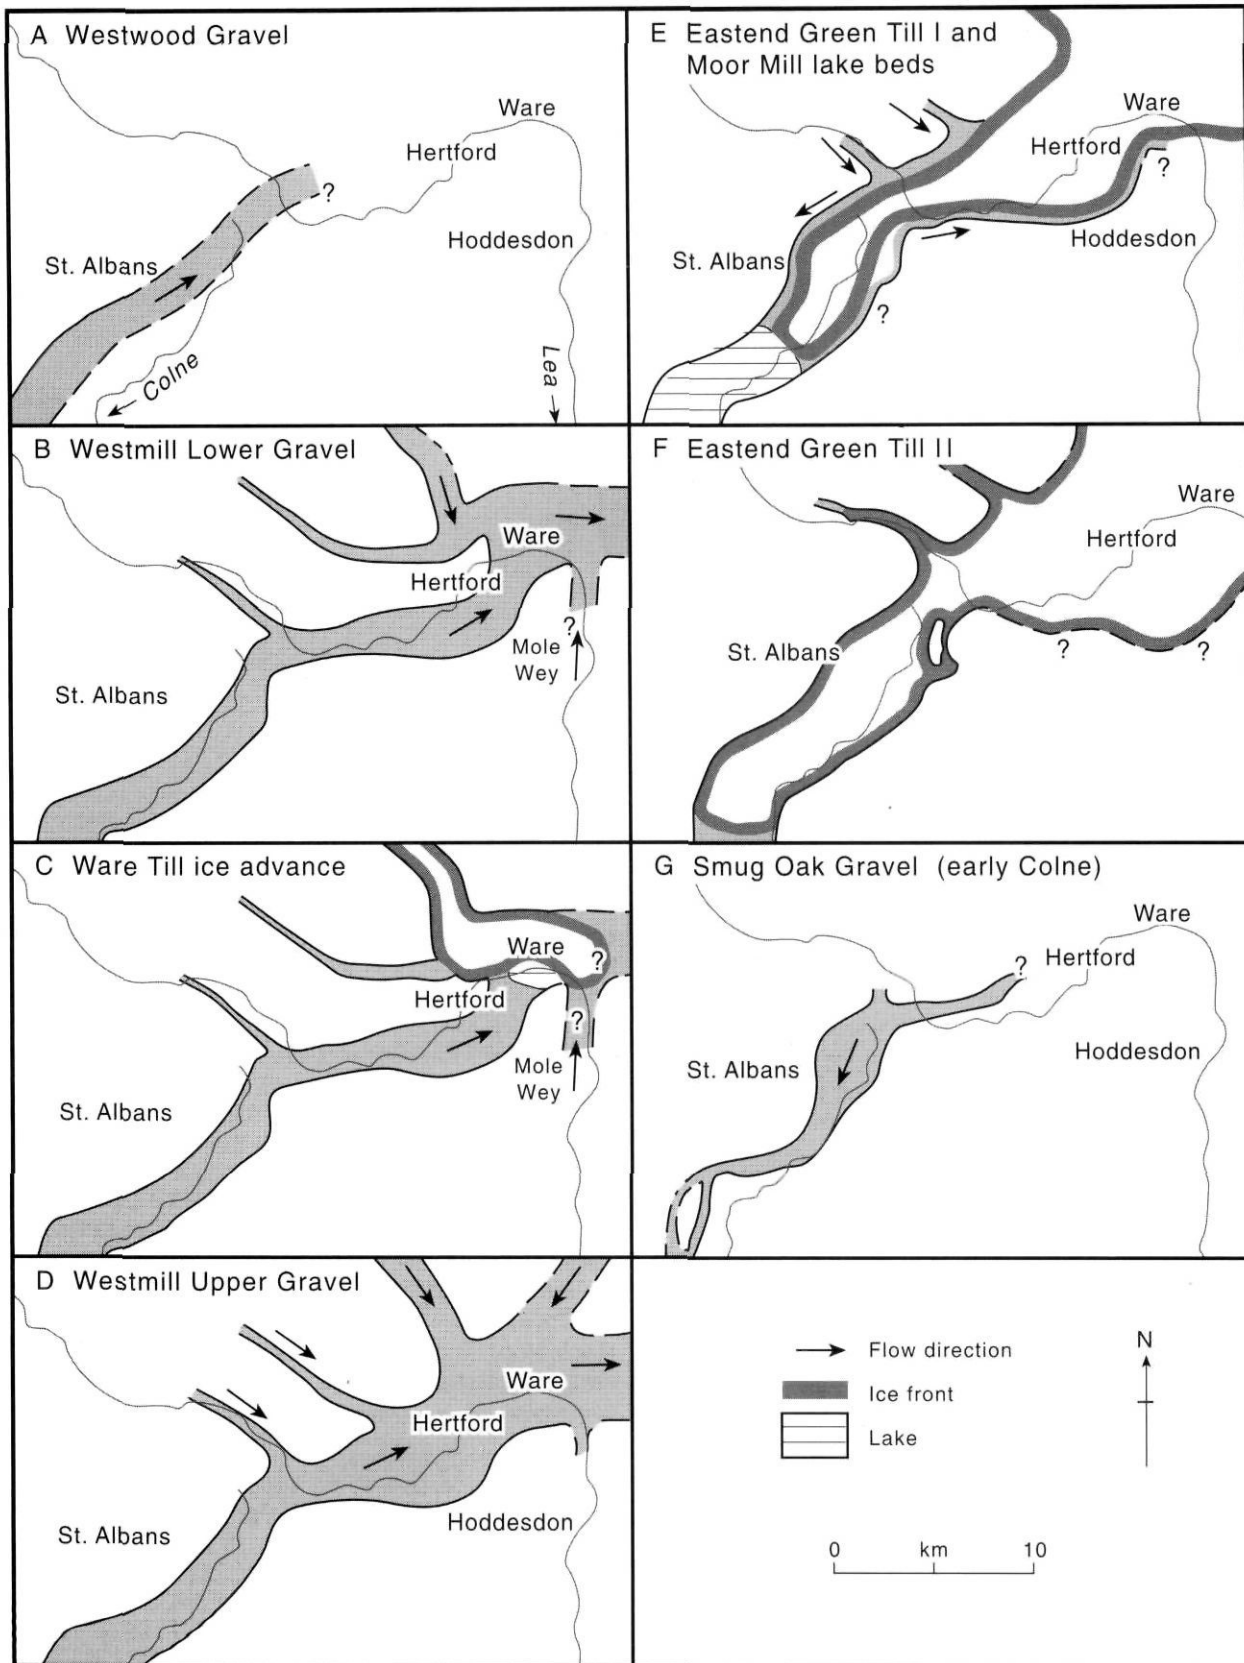 A Westwood Gravel
Ware
Hertford
?
Hoddesdon
St. Albans
Colne
Lea
B Westmill Lower Gravel
Ware
Hertford
?
Mole
Wey
St. Albans
C Ware Till ice advance
Ware
?
Hertford
?
Mole
Wey
St. Albans
D Westmill Upper Gravel
Ware
Hertford
Hoddesdon
St. Albans
E Eastend Green Till I and
Moor Mill lake beds
Ware
Hertford
?
Hoddesdon
St. Albans
?
F Eastend Green Till II
Ware
Hertford
St. Albans
?
?
G Smug Oak Gravel (early Colne)
Ware
Hertford
?
Hoddesdon
St. Albans
Flow direction
Ice front
Lake
N
0 km 10